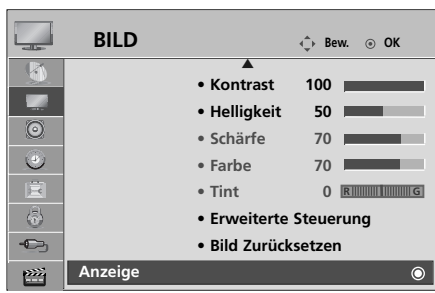 BILD Bew. OK
• Kontrast 100
• Helligkeit 50
• Schärfe 70
• Farbe 70
• Tint 0 R G
• Erweiterte Steuerung
• Bild Zurücksetzen
Anzeige